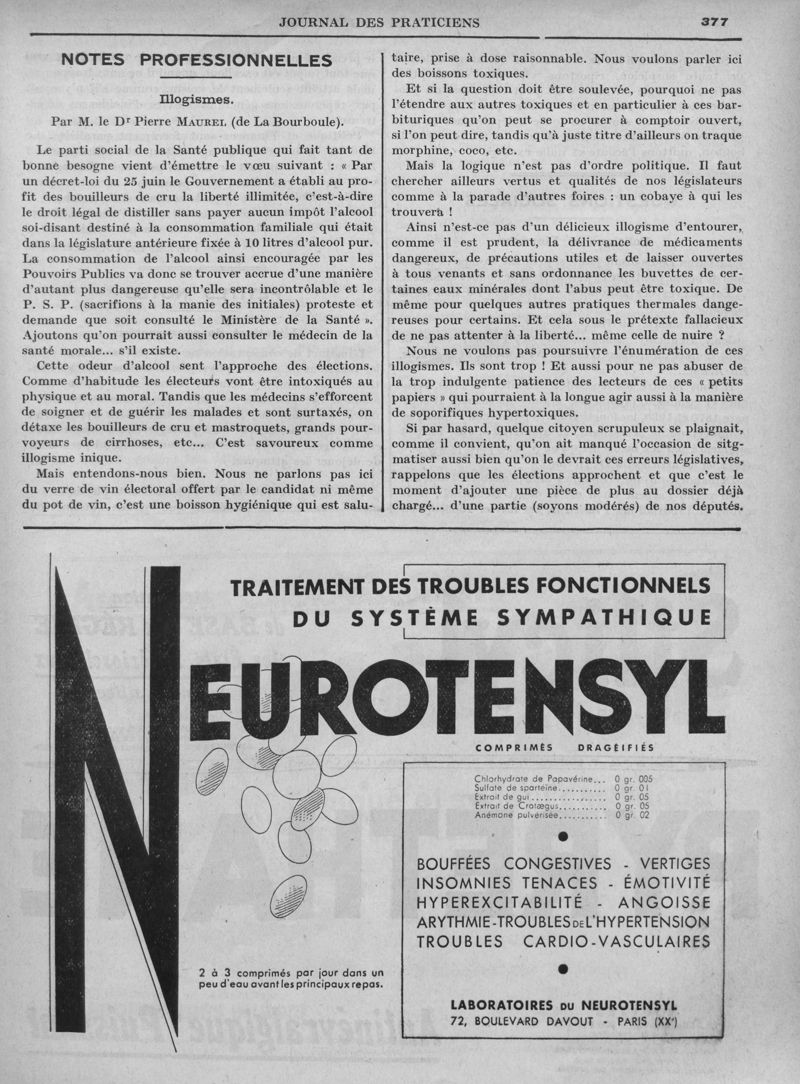 JOURNAL DES PRATICIENS 377
NOTES PROFESSIONNELLES
Illogismes.
Par M. le Dr Pierre MAUREL (de La Bourboule).
Le parti social de la Santé publique qui fait tant de
bonne besogne vient d'émettre le vœu suivant : « Par
un décret-loi du 25 juin le Gouvernement a établi au pro-
fit des bouilleurs de cru la liberté illimitée, c'est-à-dire
le droit légal de distiller sans payer aucun impôt l'alcool
soi-disant destiné à la consommation familiale qui était
dans la législature antérieure fixée à 10 litres d'alcool pur.
La consommation de l'alcool ainsi encouragée par les
Pouvoirs Publics va donc se trouver accrue d'une manière
d'autant plus dangereuse qu'elle sera incontrôlable et le
P. S. P. (sacrifions à la manie des initiales) proteste et
demande que soit consulté le Ministère de la Santé ».
Ajoutons qu'on pourrait aussi consulter le médecin de la
santé morale... s'il existe.
Cette odeur d'alcool sent l'approche des élections.
Comme d'habitude les électeurs vont être intoxiqués au
physique et au moral. Tandis que les médecins s'efforcent
de soigner et de guérir les malades et sont surtaxés, on
détaxe les bouilleurs de cru et mastroquets, grands pour-
voyeurs de cirrhoses, etc... C'est savoureux comme
illogisme inique.
Mais entendons-nous bien. Nous ne parlons pas ici
du verre de vin électoral offert par le candidat ni même
du pot de vin, c'est une boisson hygiénique qui est salu-
taire, prise à dose raisonnable. Nous voulons parler ici
des boissons toxiques.
Et si la question doit être soulevée, pourquoi ne pas
l'étendre aux autres toxiques et en particulier à ces bar-
bituriques qu'on peut se procurer à comptoir ouvert,
si l'on peut dire, tandis qu'à juste titre d'ailleurs on traque
morphine, coco, etc.
Mais la logique n'est pas d'ordre politique. Il faut
chercher ailleurs vertus et qualités de nos législateurs
comme à la parade d'autres foires : un cobaye à qui les
trouvera !
Ainsi n'est-ce pas d'un délicieux illogisme d'entourer,
comme il est prudent, la délivrance de médicaments
dangereux, de précautions utiles et de laisser ouvertes
à tous venants et sans ordonnance les buvettes de cer-
taines eaux minérales dont l'abus peut être toxique. De
même pour quelques autres pratiques thermales dange-
reuses pour certains. Et cela sous le prétexte fallacieux
de ne pas attenter à la liberté... même celle de nuire ?
Nous ne voulons pas poursuivre l'énumération de ces
illogismes. Ils sont trop ! Et aussi pour ne pas abuser de
la trop indulgente patience des lecteurs de ces « petits
papiers » qui pourraient à la longue agir aussi à la manière
de soporifiques hypertoxiques.
Si par hasard, quelque citoyen scrupuleux se plaignait,
comme il convient, qu'on ait manqué l'occasion de sitg-
matiser aussi bien qu'on le devrait ces erreurs législatives,
rappelons que les élections approchent et que c'est le
moment d'ajouter une pièce de plus au dossier déjà
chargé... d'une partie (soyons modérés) de nos députés.
TRAITEMENT DES TROUBLES FONCTIONNELS
DU SYSTÈME SYMPATHIQUE
NEUROTENSYL
COMPRIMÉS DRAGÉIFIÉS
Chlorhydrate de Papavérine... 0 gr. 005
Sulfate de spartéine........... 0 gr. 01
Extrait de gui................ 0 gr. 05
Extrait de Cratægus........... 0 gr. 05
Anémone pulvérisée........... 0 gr. 02
BOUFFÉES CONGESTIVES - VERTIGES
INSOMNIES TENACES - ÉMOTIVITÉ
HYPEREXCITABILITÉ - ANGOISSE
ARYTHMIE-TROUBLES DE L'HYPERTENSION
TROUBLES CARDIO-VASCULAIRES
2 à 3 comprimés par jour dans un
peu d'eau avant les principaux repas.
LABORATOIRES DU NEUROTENSYL
72, BOULEVARD DAVOUT - PARIS (XXe)